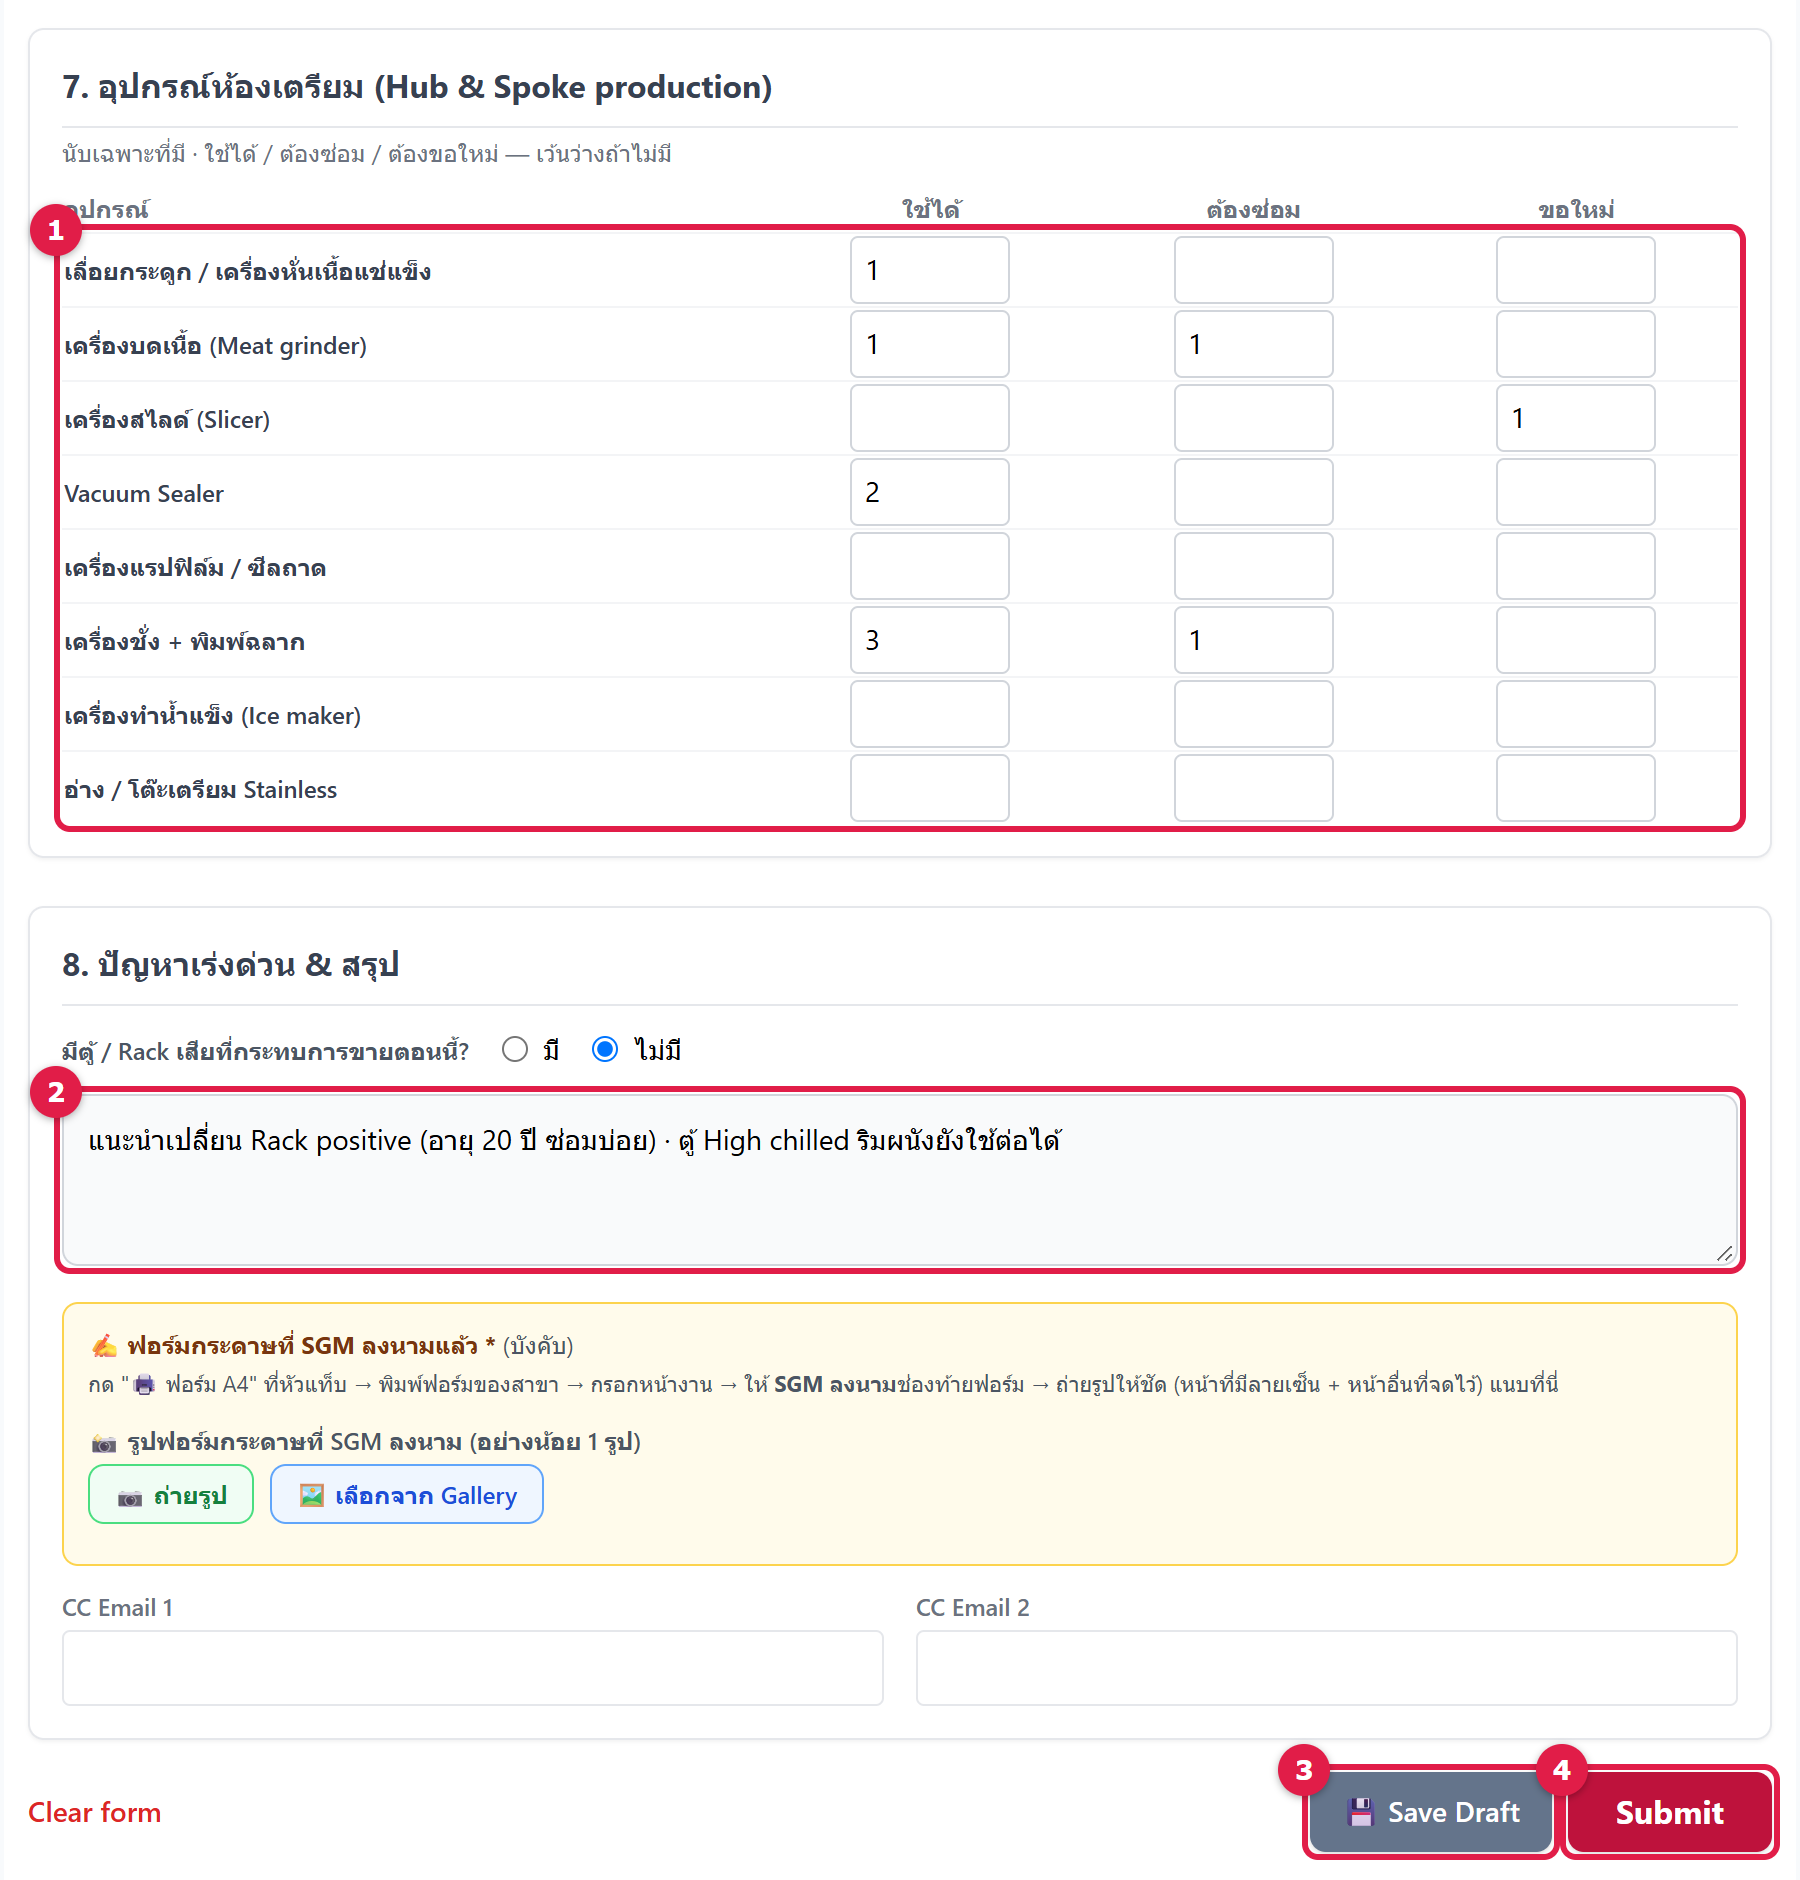 7. อุปกรณ์ห้องเตรียม (Hub & Spoke production)
นับเฉพาะที่มี · ใช้ได้ / ต้องซ่อม / ต้องขอใหม่ — เว้นว่างถ้าไม่มี
อุปกรณ์ ใช้ได้ ต้องซ่อม ขอใหม่
1
เลื่อยกระดูก / เครื่องหั่นเนื้อแช่แข็ง 1
เครื่องบดเนื้อ (Meat grinder) 1 1
เครื่องสไลด์ (Slicer) 1
Vacuum Sealer 2
เครื่องแรปฟิล์ม / ซีลถาด
เครื่องชั่ง + พิมพ์ฉลาก 3 1
เครื่องทำน้ำแข็ง (Ice maker)
อ่าง / โต๊ะเตรียม Stainless
8. ปัญหาเร่งด่วน & สรุป
มีตู้ / Rack เสียที่กระทบการขายตอนนี้? มี ไม่มี
2
แนะนำเปลี่ยน Rack positive (อายุ 20 ปี ซ่อมบ่อย) · ตู้ High chilled ริมผนังยังใช้ต่อได้
✍️ ฟอร์มกระดาษที่ SGM ลงนามแล้ว * (บังคับ)
กด "🖨️ ฟอร์ม A4" ที่หัวแท็บ → พิมพ์ฟอร์มของสาขา → กรอกหน้างาน → ให้ SGM ลงนามช่องท้ายฟอร์ม → ถ่ายรูปให้ชัด (หน้าที่มีลายเซ็น + หน้าอื่นที่จดไว้) แนบที่นี่
📷 รูปฟอร์มกระดาษที่ SGM ลงนาม (อย่างน้อย 1 รูป)
📷 ถ่ายรูป 🖼️ เลือกจาก Gallery
CC Email 1 CC Email 2
3 4
Clear form 💾 Save Draft Submit